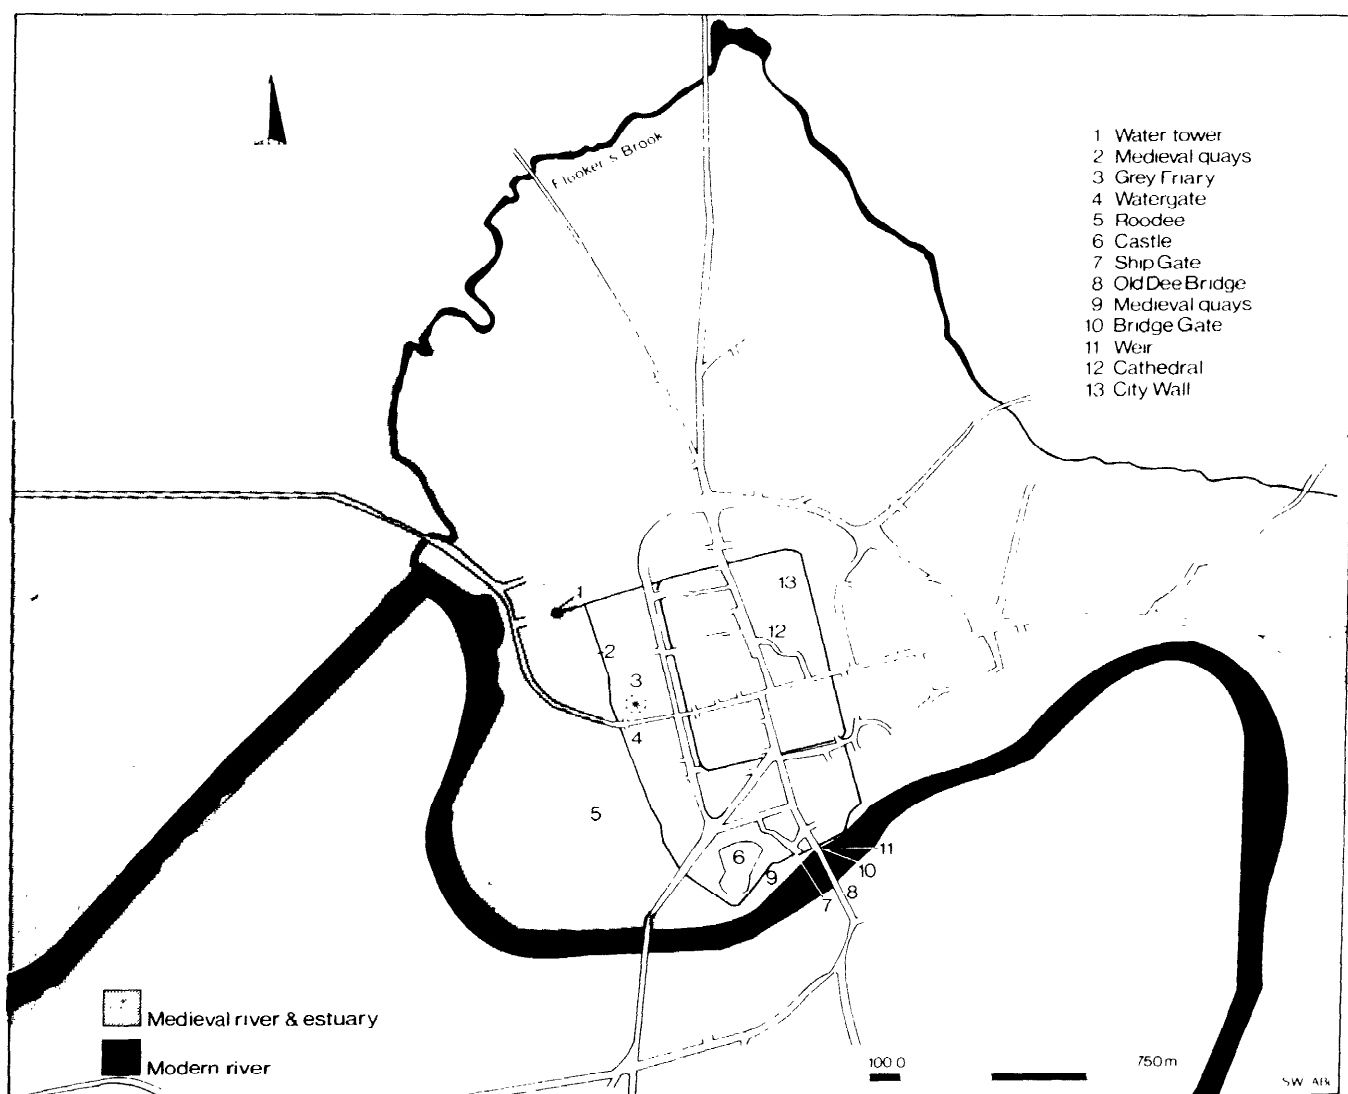 Flooker's Brook
1 Water tower
2 Medieval quays
3 Grey Friary
4 Watergate
5 Roodee
6 Castle
7 Ship Gate
8 Old Dee Bridge
9 Medieval quays
10 Bridge Gate
11 Weir
12 Cathedral
13 City Wall
1
13
12
2
3
4
5
6
11
10
9
8
7
Medieval river & estuary
Modern river
100 0
750m